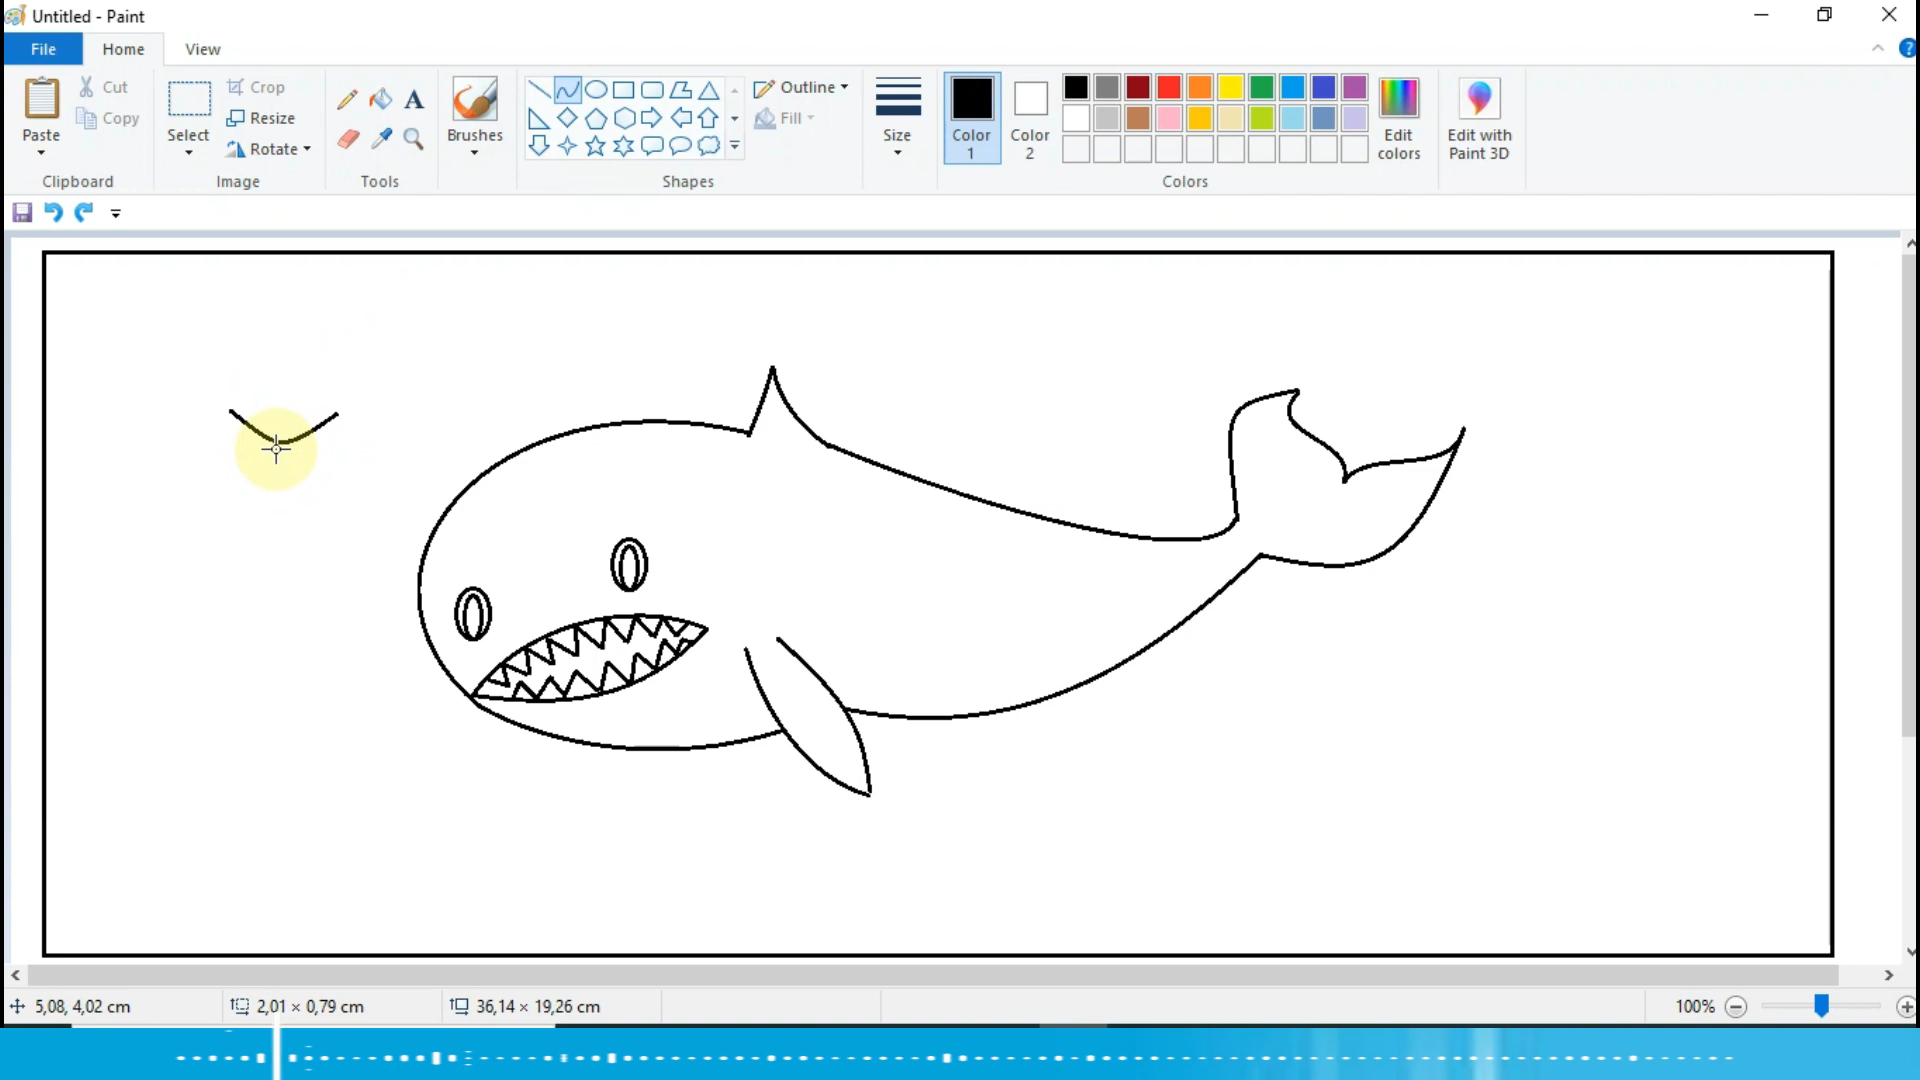 Untitled - Paint
File Home View
Paste
Cut
Copy
Clipboard
Select
Crop
Resize
Rotate
Image
A
Tools
Brushes
Outline
Fill
Shapes
Size
Color 1
Color 2
Edit colors
Colors
Edit with Paint 3D
?
5,08, 4,02 cm
2,01 × 0,79 cm
36,14 × 19,26 cm
100%